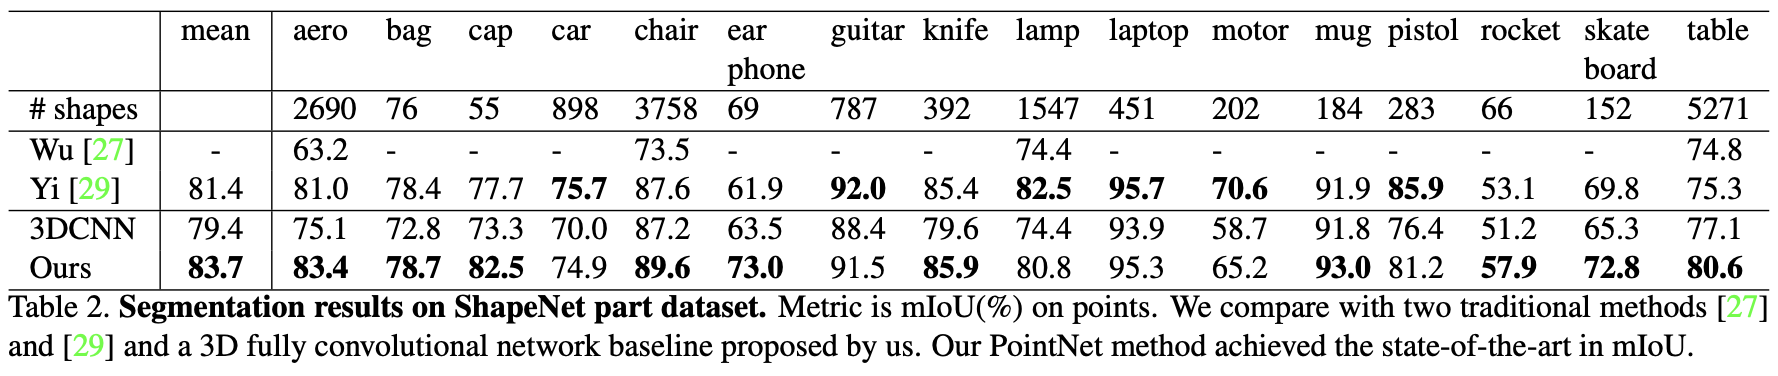 mean aero bag cap car chair ear guitar knife lamp laptop motor mug pistol rocket skate table
phone board
# shapes 2690 76 55 898 3758 69 787 392 1547 451 202 184 283 66 152 5271
Wu [27] - 63.2 - - - 73.5 - - - 74.4 - - - - - - 74.8
Yi [29] 81.4 81.0 78.4 77.7 75.7 87.6 61.9 92.0 85.4 82.5 95.7 70.6 91.9 85.9 53.1 69.8 75.3
3DCNN 79.4 75.1 72.8 73.3 70.0 87.2 63.5 88.4 79.6 74.4 93.9 58.7 91.8 76.4 51.2 65.3 77.1
Ours 83.7 83.4 78.7 82.5 74.9 89.6 73.0 91.5 85.9 80.8 95.3 65.2 93.0 81.2 57.9 72.8 80.6
Table 2. Segmentation results on ShapeNet part dataset. Metric is mIoU(%) on points. We compare with two traditional methods [27]
and [29] and a 3D fully convolutional network baseline proposed by us. Our PointNet method achieved the state-of-the-art in mIoU.